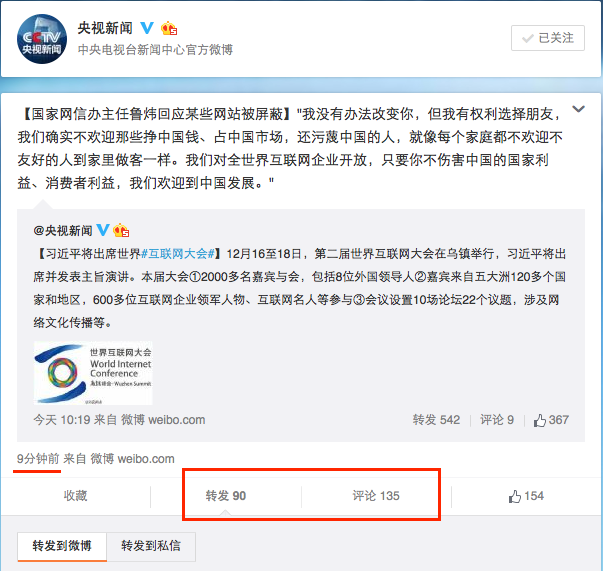 CCTV
央视新闻
央视新闻
已关注
中央电视台新闻中心官方微博
【国家网信办主任鲁炜回应某些网站被屏蔽】"我没有办法改变你，但我有权利选择朋友，
我们确实不欢迎那些挣中国钱、占中国市场，还污蔑中国的人，就像每个家庭都不欢迎不
友好的人到家里做客一样。我们对全世界互联网企业开放，只要你不伤害中国的国家利
益、消费者利益，我们欢迎到中国发展。"
@央视新闻
【习近平将出席世界#互联网大会#】12月16至18日，第二届世界互联网大会在乌镇举行，习近平将出
席并发表主旨演讲。本届大会①2000多名嘉宾与会，包括8位外国领导人②嘉宾来自五大洲120多个国
家和地区，600多位互联网企业领军人物、互联网名人等参与③会议设置10场论坛22个议题，涉及网
络文化传播等。
世界互联网大会
World Internet
Conference
乌镇峰会-Wuzhen Summit
今天 10:19 来自 微博 weibo.com 转发 542 评论 9 367
9分钟前 来自 微博 weibo.com
收藏 转发 90 评论 135 154
转发到微博 转发到私信